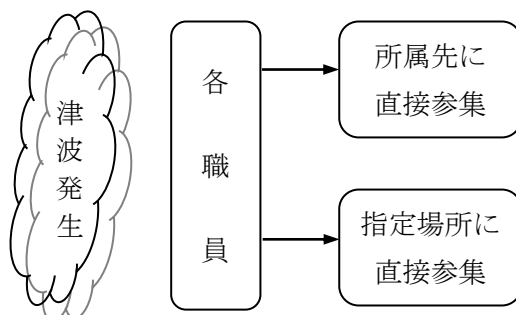 津波発生
各職員
所属先に
直接参集
指定場所に
直接参集